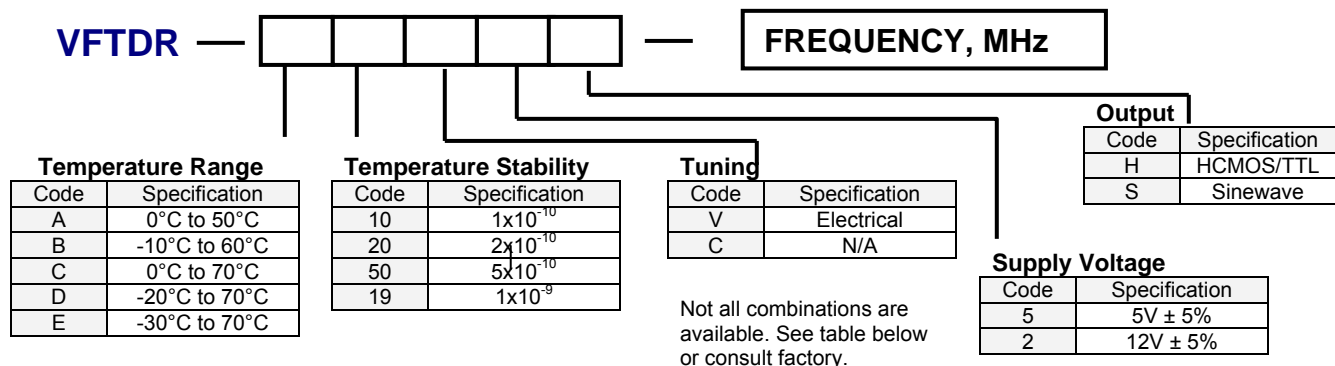 VFTDR — — FREQUENCY, MHz
Output
Code Specification
H HCMOS/TTL
S Sinewave
Temperature Range
Code Specification
A 0°C to 50°C
B -10°C to 60°C
C 0°C to 70°C
D -20°C to 70°C
E -30°C to 70°C
Temperature Stability
Code Specification
10 1x10⁻¹⁰
20 2x10⁻¹⁰
50 5x10⁻¹⁰
19 1x10⁻⁹
Tuning
Code Specification
V Electrical
C N/A
Not all combinations are
available. See table below
or consult factory.
Supply Voltage
Code Specification
5 5V ± 5%
2 12V ± 5%